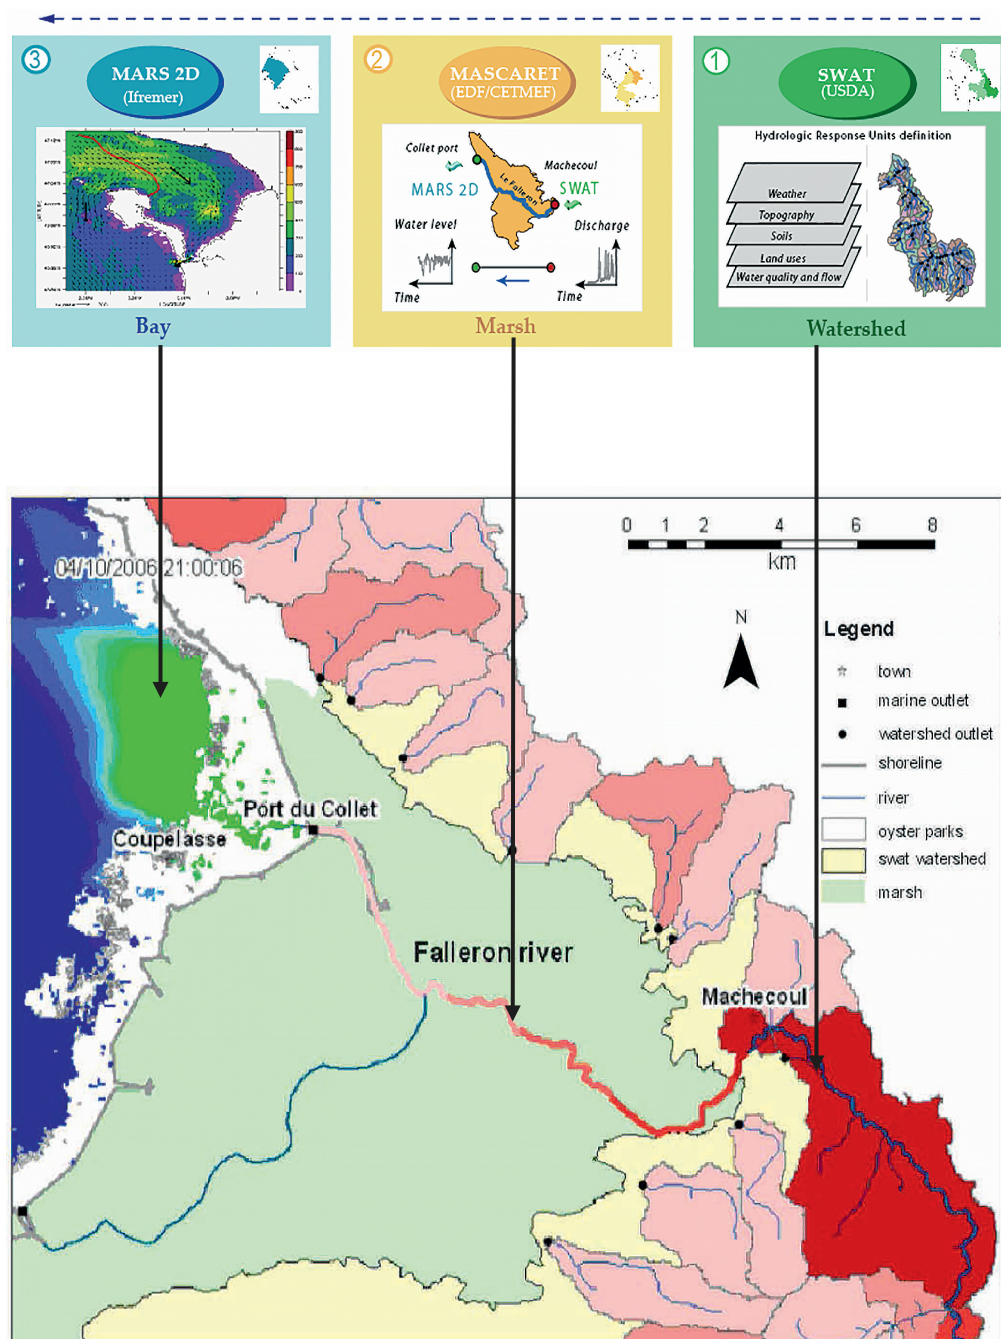 3
MARS 2D
(Ifremer)
Bay
2
MASCARET
(EDF/CETMEF)
Collet port
Machecoul
MARS 2D
Le Falleron
SWAT
Water level
Discharge
Time
Time
Marsh
1
SWAT
(USDA)
Hydrologic Response Units definition
Weather
Topography
Soils
Land uses
Water quality and flow
Watershed
04/10/2006 21:00:06
0 1 2 4 6 8
km
N
Legend
town
marine outlet
watershed outlet
shoreline
river
oyster parks
swat watershed
marsh
Port du Collet
Coupelasse
Falleron river
Machecoul